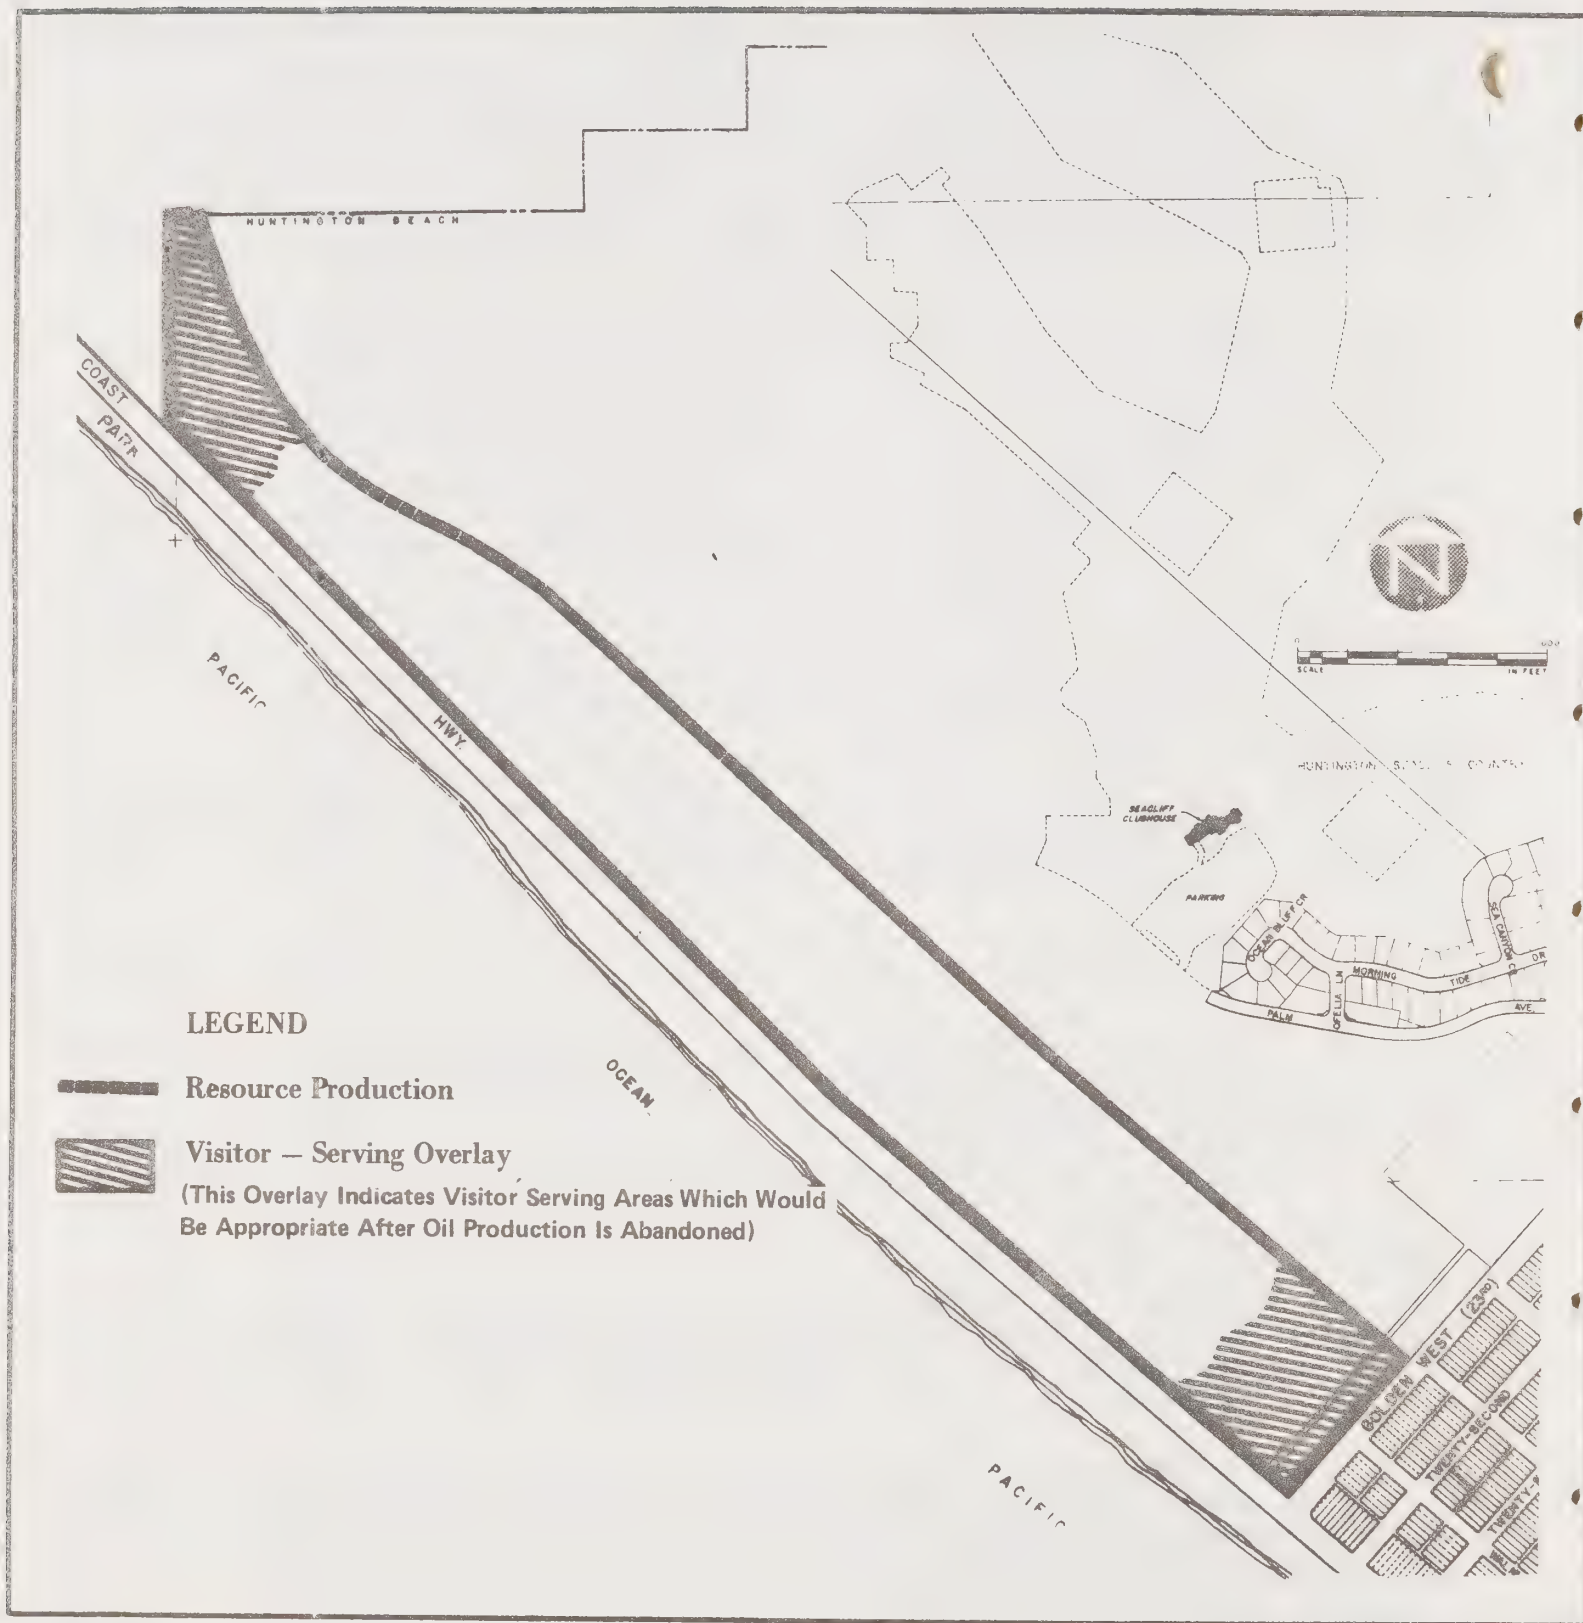 HUNTINGTON BEACH
COAST
PARK
HWY.
PACIFIC
OCEAN
PACIFIC
N
0
SCALE
IN FEET
HUNTINGTON
SEACLIFF
CLUBHOUSE
PARKING
OCEAN BLUFF CR
MORNING
TIDE
DR
SEA CANYON CR
OFELIA LN
PALM
AVE.
LEGEND
Resource Production
Visitor — Serving Overlay
(This Overlay Indicates Visitor Serving Areas Which Would
Be Appropriate After Oil Production Is Abandoned)
GOLDEN WEST (23RD)
TWENTY-SECOND